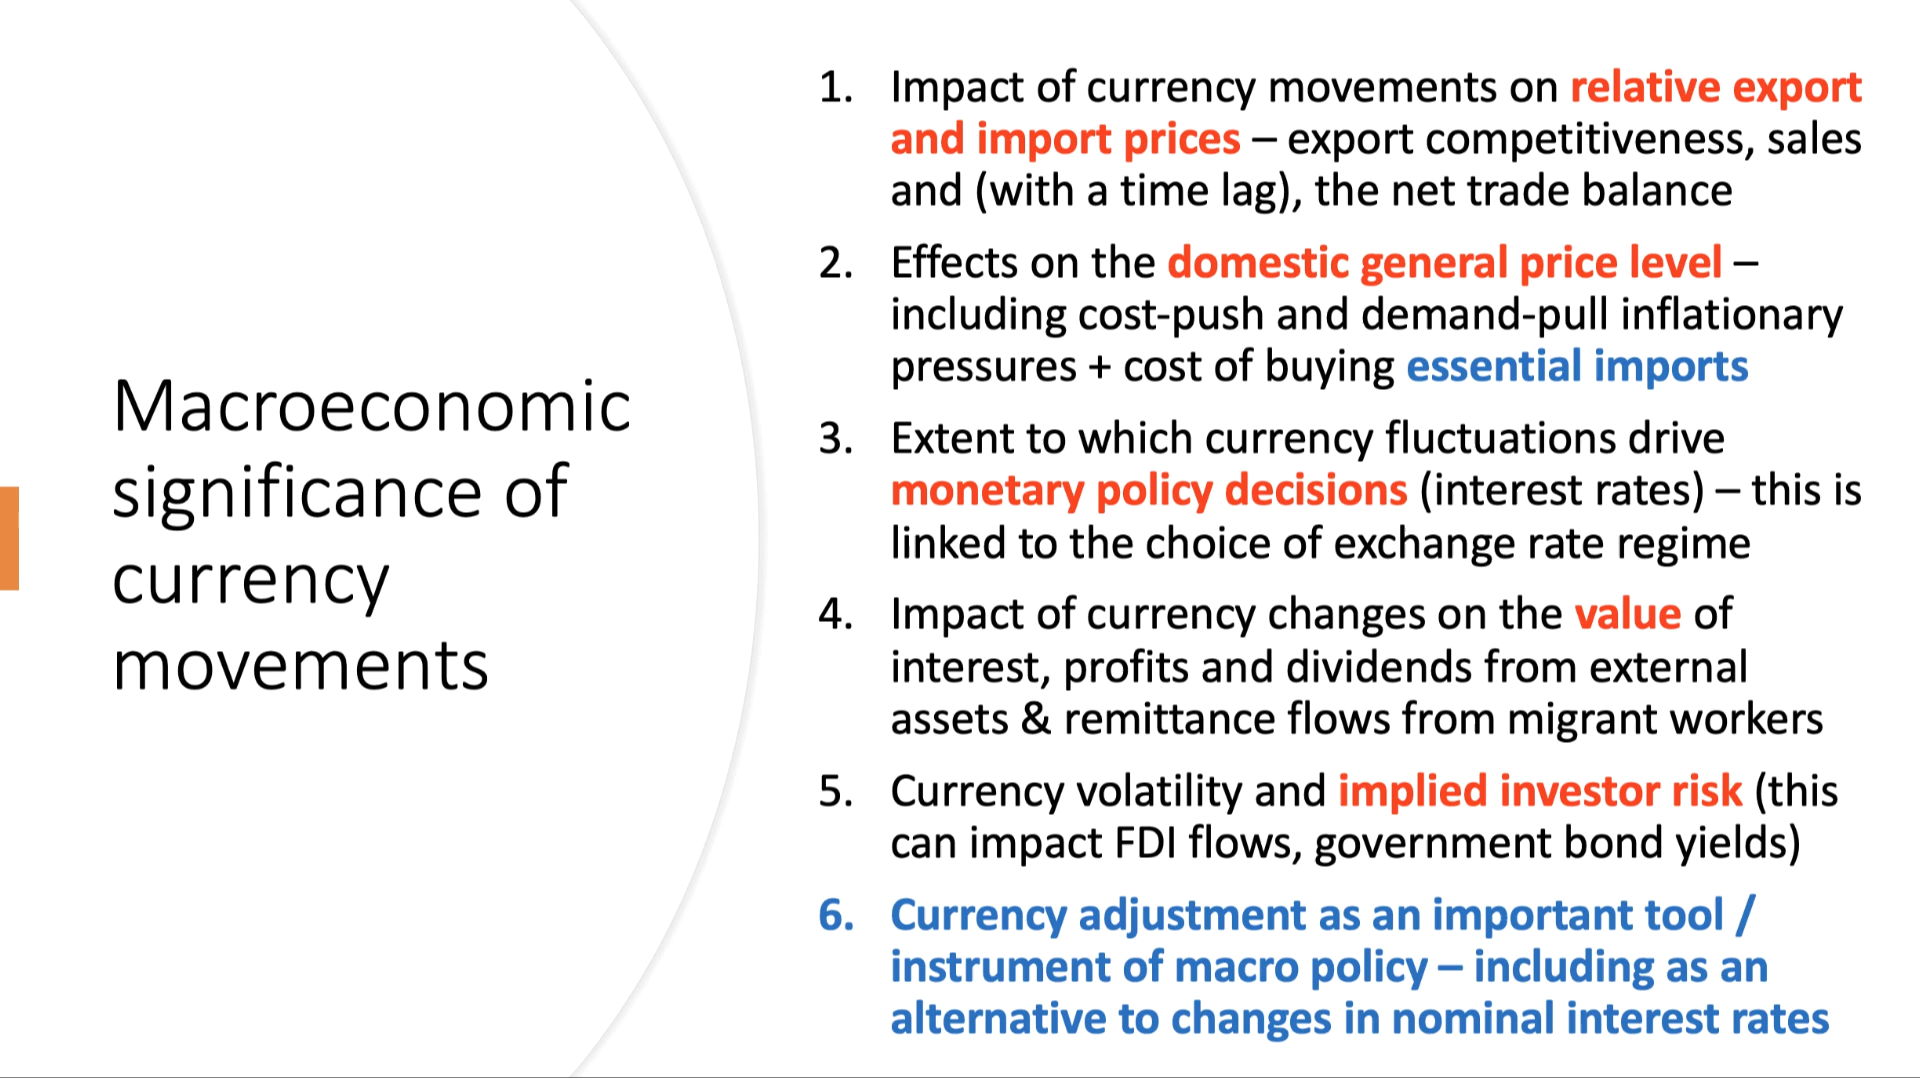 Macroeconomic
significance of
currency
movements
1. Impact of currency movements on relative export
and import prices – export competitiveness, sales
and (with a time lag), the net trade balance
2. Effects on the domestic general price level –
including cost-push and demand-pull inflationary
pressures + cost of buying essential imports
3. Extent to which currency fluctuations drive
monetary policy decisions (interest rates) – this is
linked to the choice of exchange rate regime
4. Impact of currency changes on the value of
interest, profits and dividends from external
assets & remittance flows from migrant workers
5. Currency volatility and implied investor risk (this
can impact FDI flows, government bond yields)
6. Currency adjustment as an important tool /
instrument of macro policy – including as an
alternative to changes in nominal interest rates